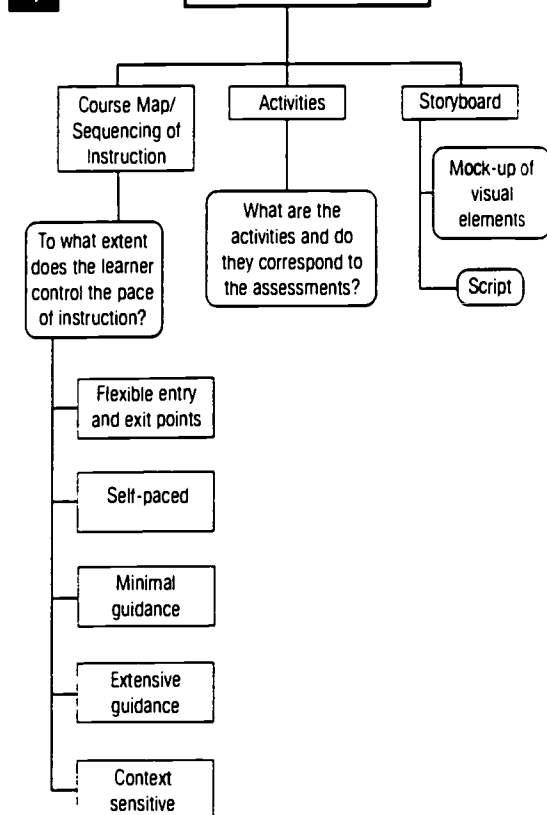 Course Map/
Sequencing of
Instruction
Activities
Storyboard
To what extent
does the learner
control the pace
of instruction?
What are the
activities and do
they correspond to
the assessments?
Mock-up of
visual
elements
Script
Flexible entry
and exit points
Self-paced
Minimal
guidance
Extensive
guidance
Context
sensitive